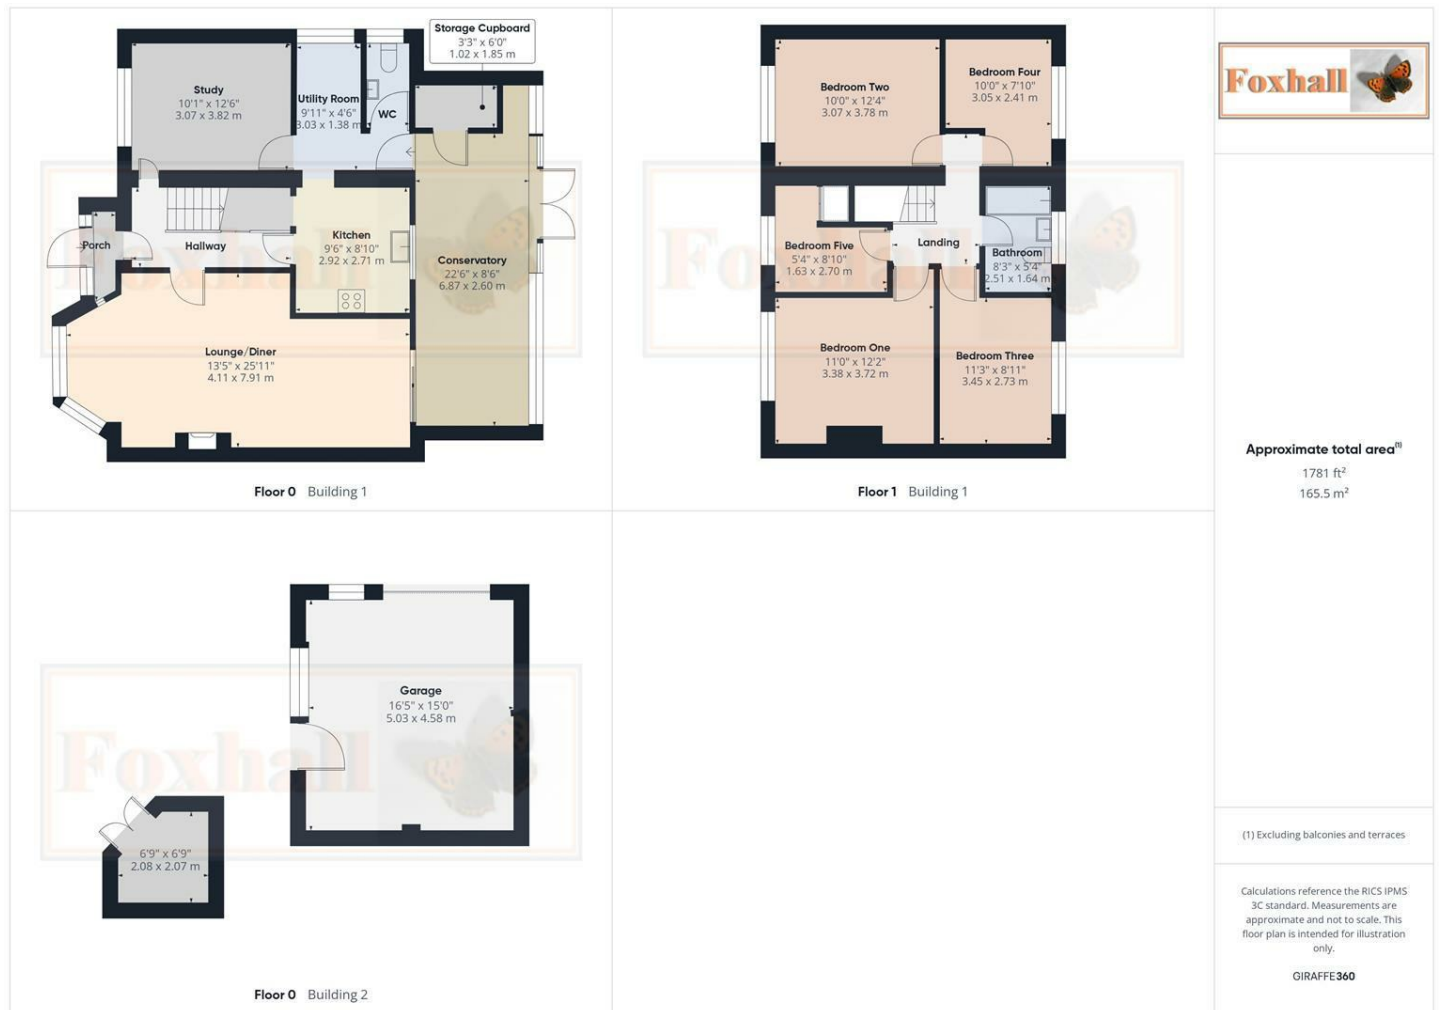 Storage Cupboard
3'3" x 6'0"
1.02 x 1.85 m
Study
10'1" x 12'6"
3.07 x 3.82 m
Utility Room
9'11" x 4'6"
3.03 x 1.38 m
WC
Porch
Hallway
Kitchen
9'6" x 8'10"
2.92 x 2.71 m
Conservatory
22'6" x 8'6"
6.87 x 2.60 m
Lounge/Diner
13'5" x 25'11"
4.11 x 7.91 m
Foxhall
Floor 0 Building 1
Bedroom Two
10'0" x 12'4"
3.07 x 3.78 m
Bedroom Four
10'0" x 7'10"
3.05 x 2.41 m
Bedroom Five
5'4" x 8'10"
1.63 x 2.70 m
Landing
Bathroom
8'3" x 5'4"
2.51 x 1.64 m
Bedroom One
11'0" x 12'2"
3.38 x 3.72 m
Bedroom Three
11'3" x 8'11"
3.45 x 2.73 m
Foxhall
Floor 1 Building 1
Garage
16'5" x 15'0"
5.03 x 4.58 m
Foxhall
6'9" x 6'9"
2.08 x 2.07 m
Floor 0 Building 2
Foxhall
Approximate total area(1)
1781 ft²
165.5 m²
(1) Excluding balconies and terraces
Calculations reference the RICS IPMS
3C standard. Measurements are
approximate and not to scale. This
floor plan is intended for illustration
only.
GIRAFFE360